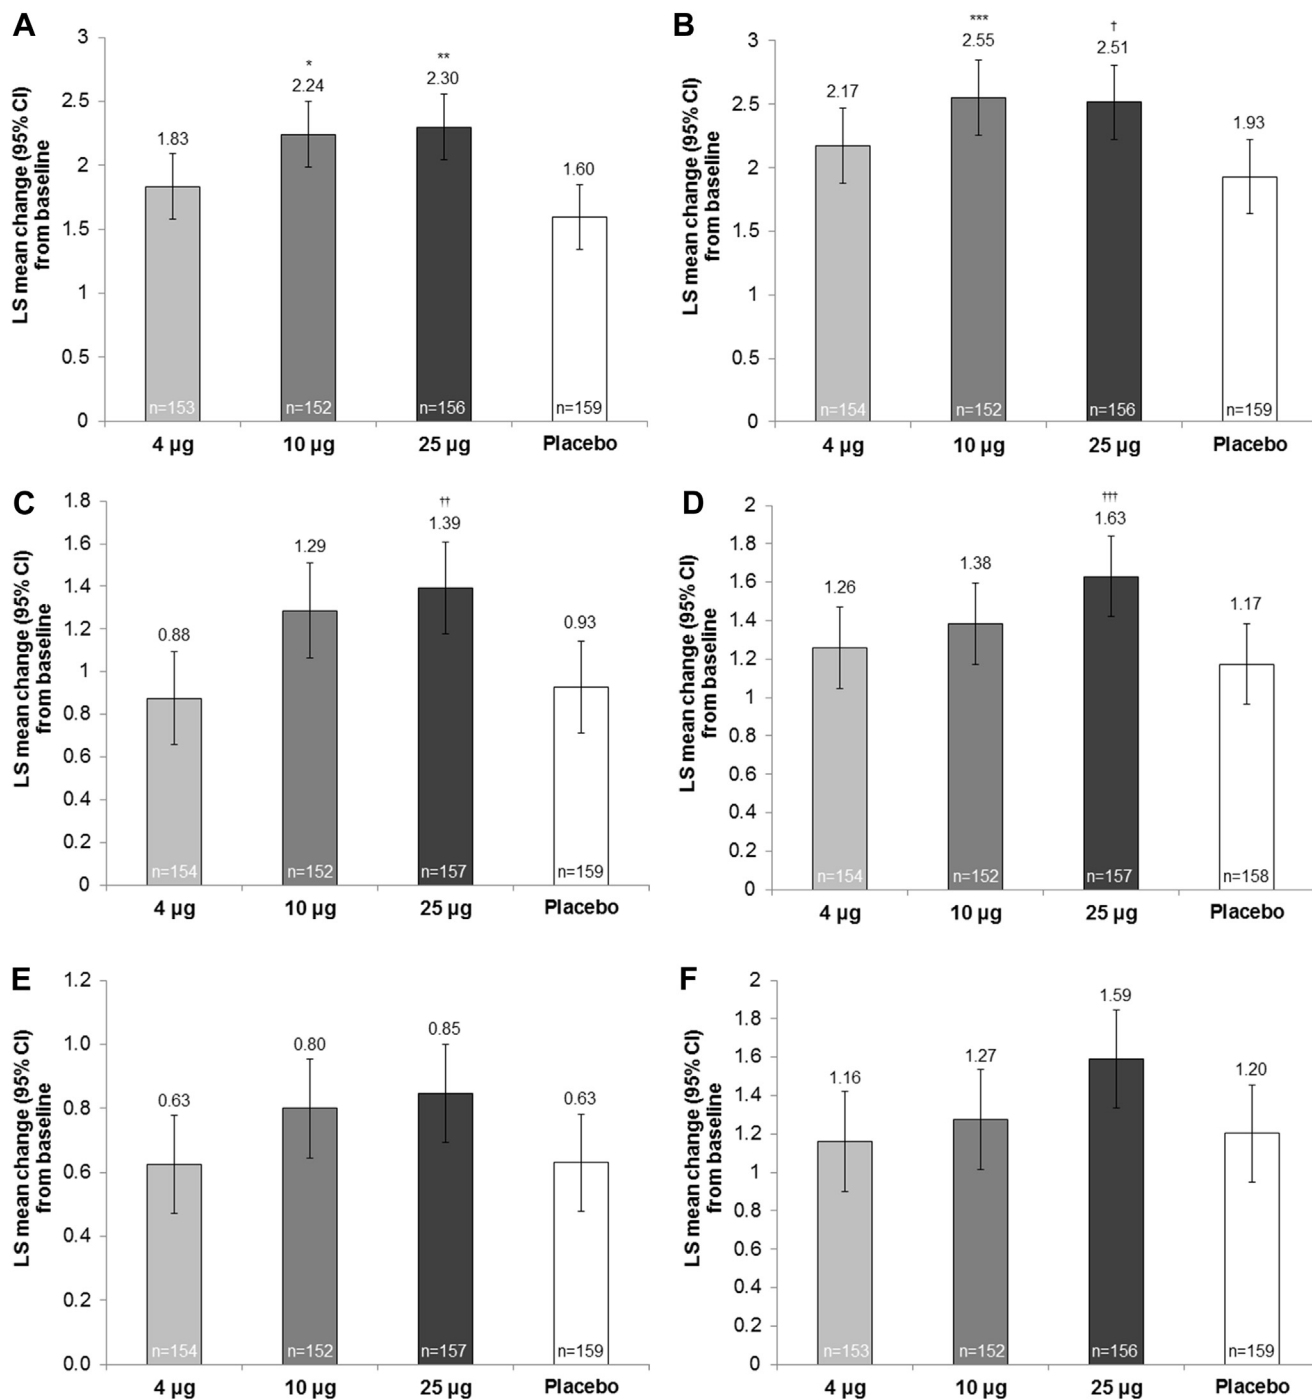 A
LS mean change (95% CI)
from baseline
3
2.5
2
1.5
1
0.5
0
1.83
*
2.24
**
2.30
1.60
n=153
n=152
n=156
n=159
4 µg
10 µg
25 µg
Placebo
B
LS mean change (95% CI)
from baseline
3
2.5
2
1.5
1
0.5
0
2.17
***
2.55
†
2.51
1.93
n=154
n=152
n=156
n=159
4 µg
10 µg
25 µg
Placebo
C
LS mean change (95% CI)
from baseline
1.8
1.6
1.4
1.2
1
0.8
0.6
0.4
0.2
0
0.88
1.29
††
1.39
0.93
n=154
n=152
n=157
n=159
4 µg
10 µg
25 µg
Placebo
D
LS mean change (95% CI)
from baseline
2
1.8
1.6
1.4
1.2
1
0.8
0.6
0.4
0.2
0
1.26
1.38
†††
1.63
1.17
n=154
n=152
n=157
n=158
4 µg
10 µg
25 µg
Placebo
E
LS mean change (95% CI)
from baseline
1.2
1.0
0.8
0.6
0.4
0.2
0.0
0.63
0.80
0.85
0.63
n=154
n=152
n=157
n=159
4 µg
10 µg
25 µg
Placebo
F
LS mean change (95% CI)
from baseline
2
1.8
1.6
1.4
1.2
1
0.8
0.6
0.4
0.2
0
1.16
1.27
1.59
1.20
n=153
n=152
n=156
n=159
4 µg
10 µg
25 µg
Placebo